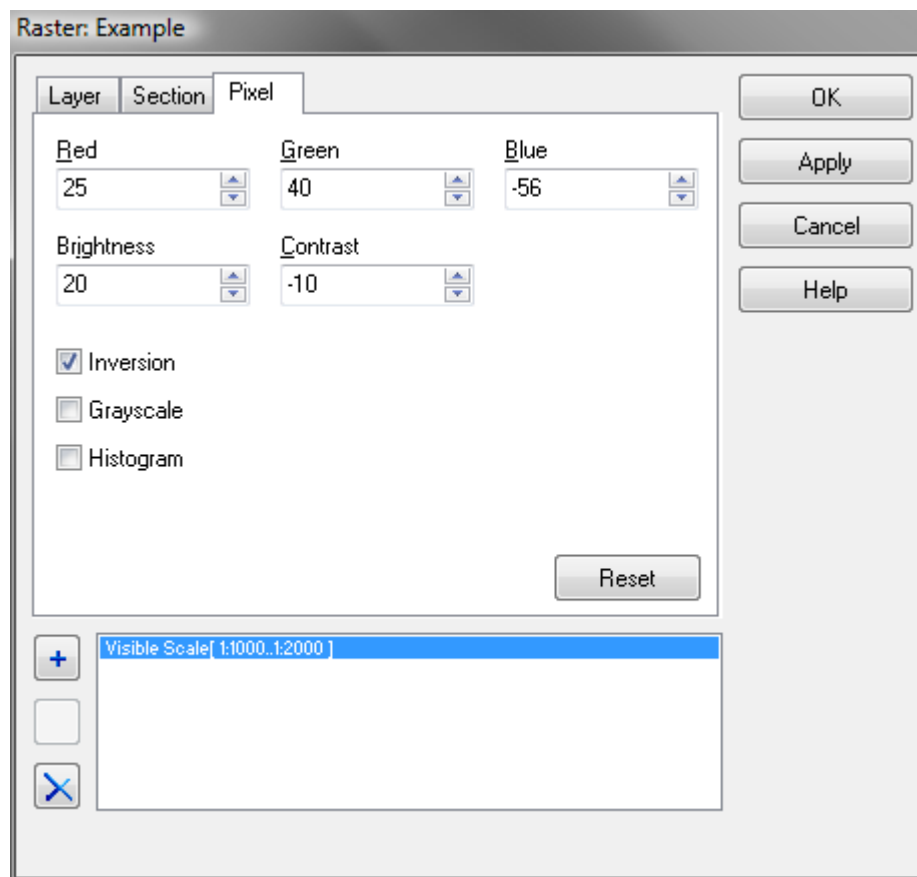 Raster: Example
Layer Section Pixel
OK
Apply
Cancel
Help
Red Green Blue
25 40 -56
Brightness Contrast
20 -10
Inversion
Grayscale
Histogram
Reset
Visible Scale[ 1:1000..1:2000 ]